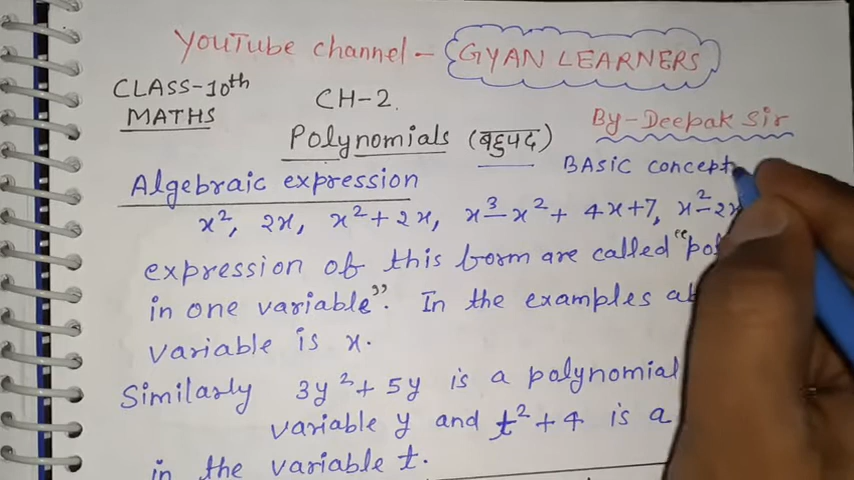 YouTube channel - GYAN LEARNERS
CLASS-10th
MATHS
CH-2.
By-Deepak Sir
Polynomials (बहुपद)
BASiC concept
Algebraic expression
x², 2x, x²+2x, x³-x²+4x+7, x²-2x
expression of this form are called "pol
in one variable". In the examples ab
variable is x.
Similarly 3y²+5y is a polynomial
variable y and t²+4 is a
in the variable t.